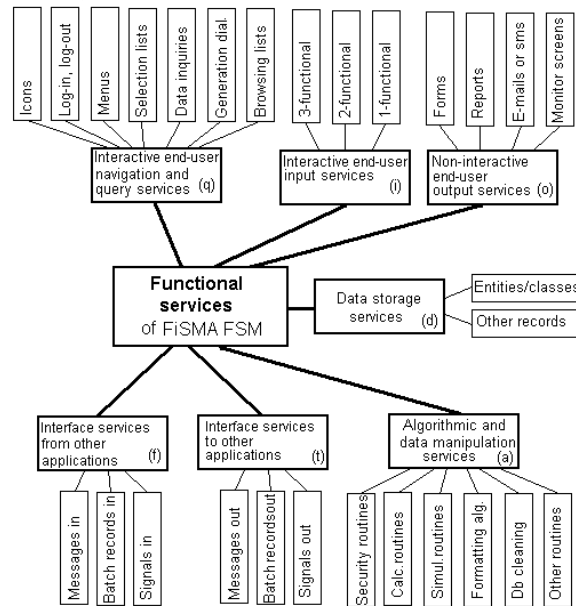 Icons
Log-in, log-out
Menus
Selection lists
Data inquiries
Generation dial.
Browsing lists
3-functional
2-functional
1-functional
Forms
Reports
E-mails or sms
Monitor screens
Interactive end-user
navigation and
query services (q)
Interactive end-user
input services
(i)
Non-interactive
end-user
output services (o)
Functional
services
of FiSMA FSM
Data storage
services
(d)
Entities/classes
Other records
Interface services
from other
applications (f)
Interface services
to other
applications (t)
Algorithmic and
data manipulation
services (a)
Messages in
Batch records in
Signals in
Messages out
Batch recordsout
Signals out
Security routines
Calc.routines
Simul.routines
Formatting alg.
Db cleaning
Other routines